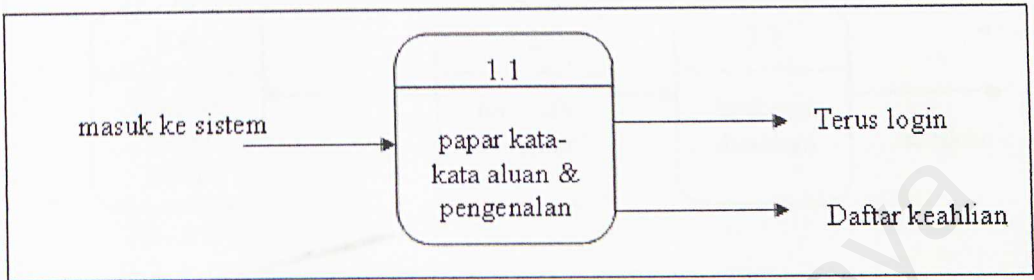 1.1
masuk ke sistem
papar kata-
kata aluan &
pengenalan
Terus login
Daftar keahlian